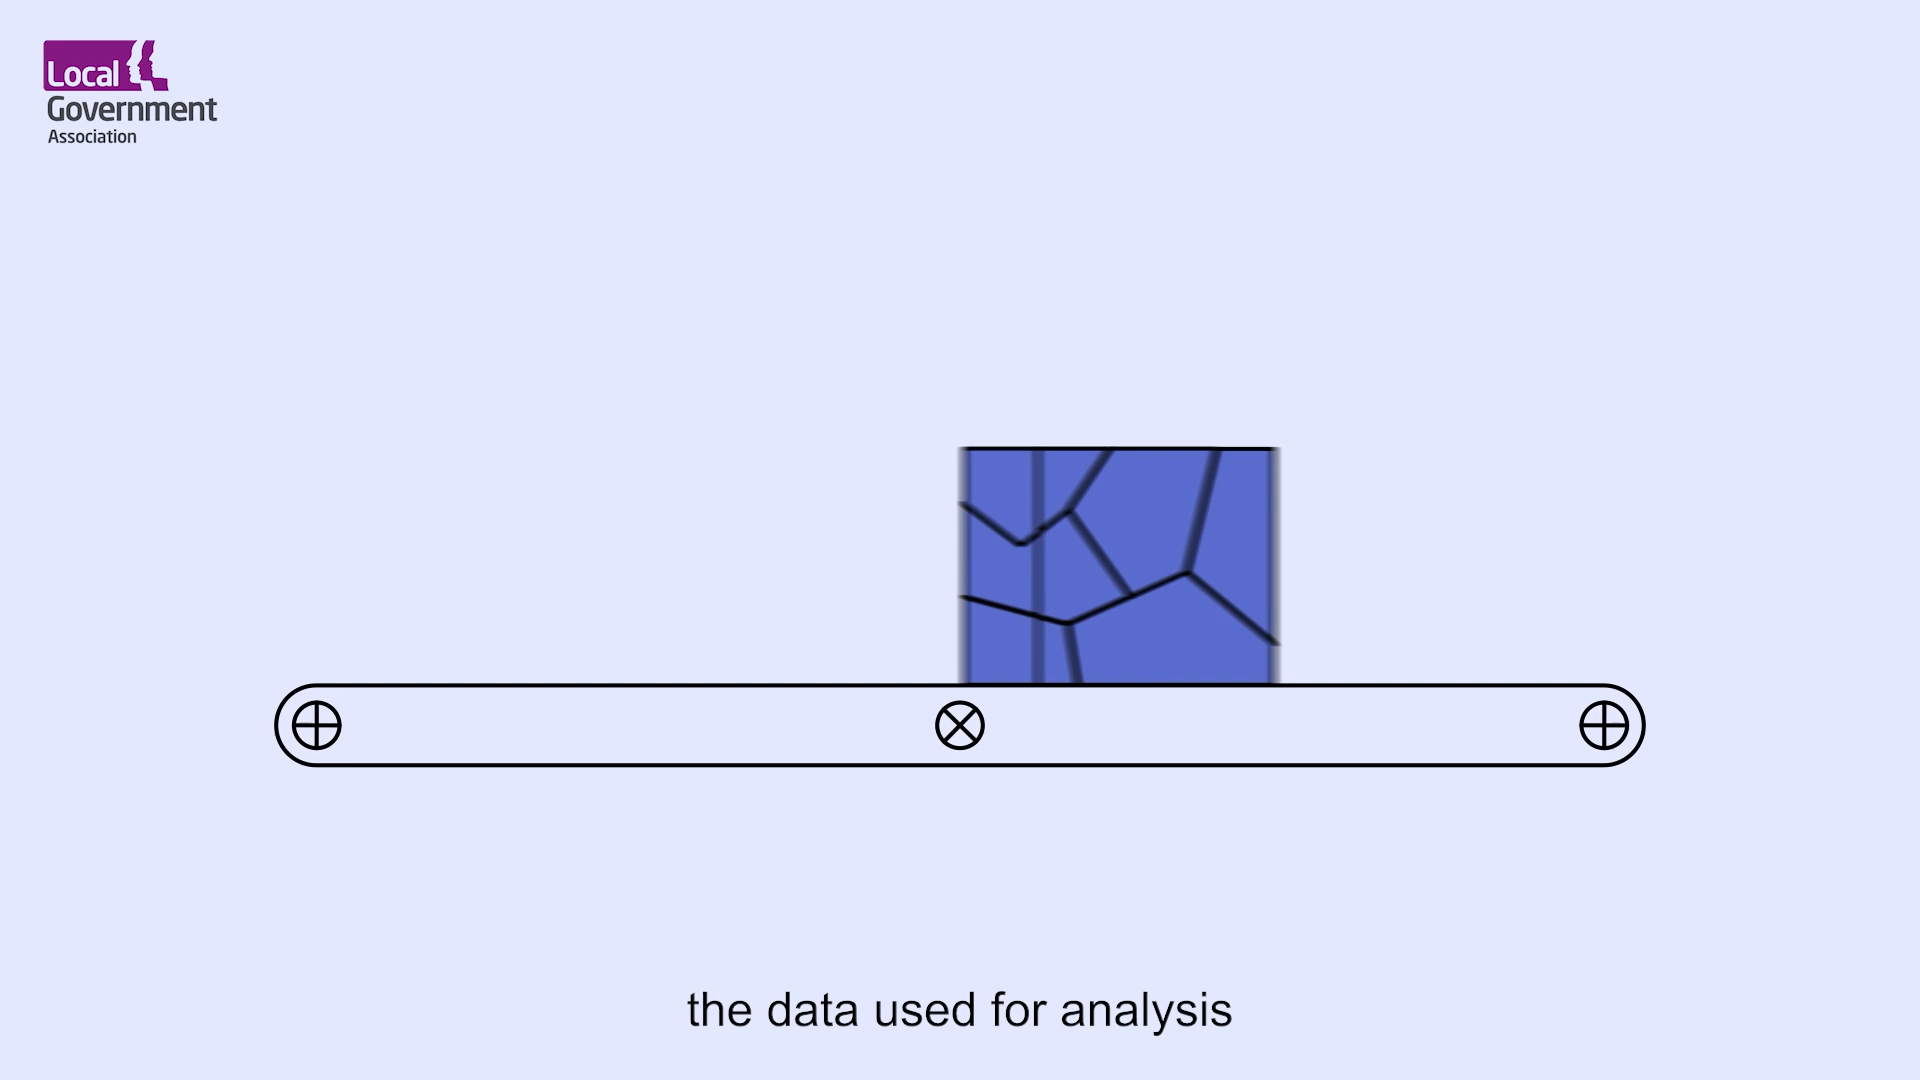 Local
Government
Association
the data used for analysis